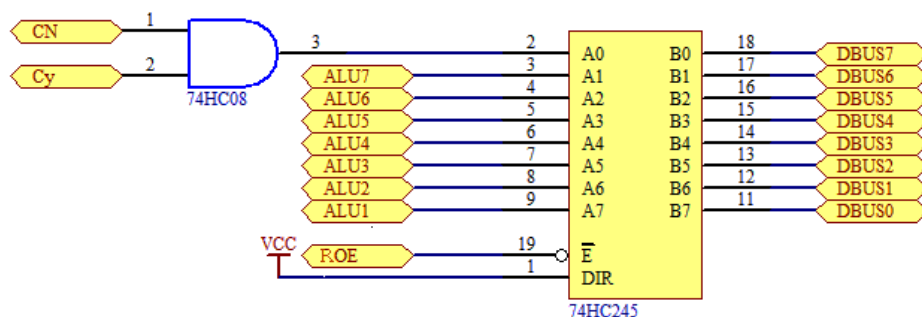 CN 1
3 2 A0 B0 18 DBUS7
Cy 2
74HC08
ALU7 3 A1 B1 17 DBUS6
ALU6 4 A2 B2 16 DBUS5
ALU5 5 A3 B3 15 DBUS4
ALU4 6 A4 B4 14 DBUS3
ALU3 7 A5 B5 13 DBUS2
ALU2 8 A6 B6 12 DBUS1
ALU1 9 A7 B7 11 DBUS0
VCC ROE 19 E̅
1 DIR
74HC245